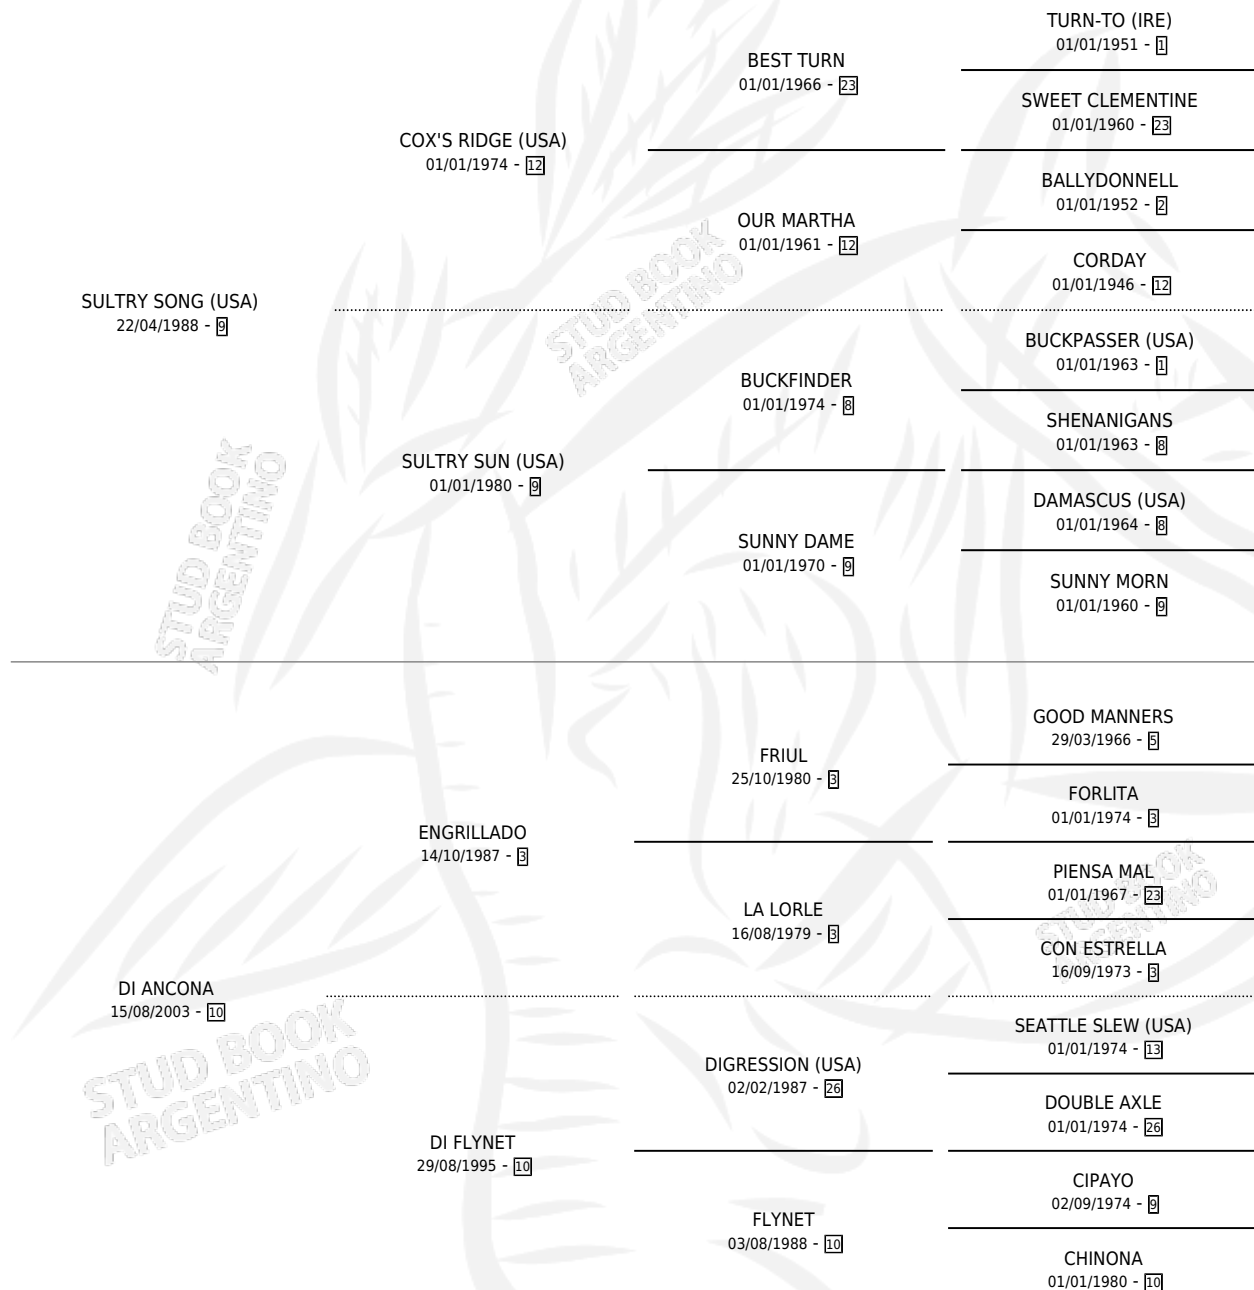 TURN-TO (IRE)
01/01/1951 - 1
BEST TURN
01/01/1966 - 23
SWEET CLEMENTINE
01/01/1960 - 23
COX'S RIDGE (USA)
01/01/1974 - 12
BALLYDONNELL
01/01/1952 - 2
OUR MARTHA
01/01/1961 - 12
CORDAY
01/01/1946 - 12
SULTRY SONG (USA)
22/04/1988 - 9
BUCKPASSER (USA)
01/01/1963 - 1
BUCKFINDER
01/01/1974 - 8
SHENANIGANS
01/01/1963 - 8
SULTRY SUN (USA)
01/01/1980 - 9
DAMASCUS (USA)
01/01/1964 - 8
SUNNY DAME
01/01/1970 - 9
SUNNY MORN
01/01/1960 - 9
GOOD MANNERS
29/03/1966 - 5
FRIUL
25/10/1980 - 3
FORLITA
01/01/1974 - 3
ENGRILLADO
14/10/1987 - 3
PIENSA MAL
01/01/1967 - 23
LA LORLE
16/08/1979 - 3
CON ESTRELLA
16/09/1973 - 3
DI ANCONA
15/08/2003 - 10
SEATTLE SLEW (USA)
01/01/1974 - 13
DIGRESSION (USA)
02/02/1987 - 26
DOUBLE AXLE
01/01/1974 - 26
DI FLYNET
29/08/1995 - 10
CIPAYO
02/09/1974 - 9
FLYNET
03/08/1988 - 10
CHINONA
01/01/1980 - 10
STUD BOOK
ARGENTINO
STUD BOOK
ARGENTINO
STUD BOOK
ARGENTINO
STUD BOOK
ARGENTINO